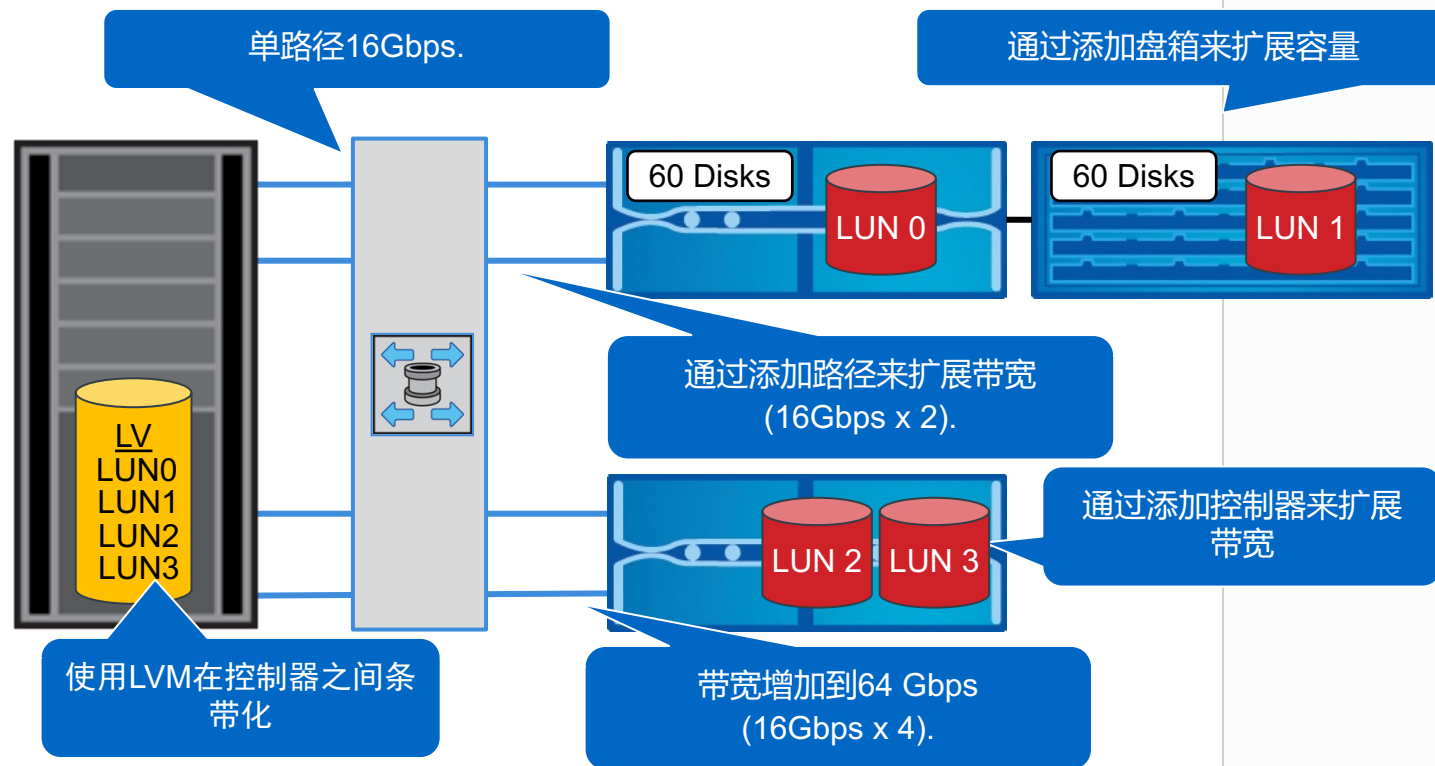 单路径16Gbps.
通过添加盘箱来扩展容量
60 Disks
LUN 0
60 Disks
LUN 1
通过添加路径来扩展带宽
(16Gbps x 2).
LV
LUN0
LUN1
LUN2
LUN3
LUN 2
LUN 3
通过添加控制器来扩展
带宽
使用LVM在控制器之间条
带化
带宽增加到64 Gbps
(16Gbps x 4).